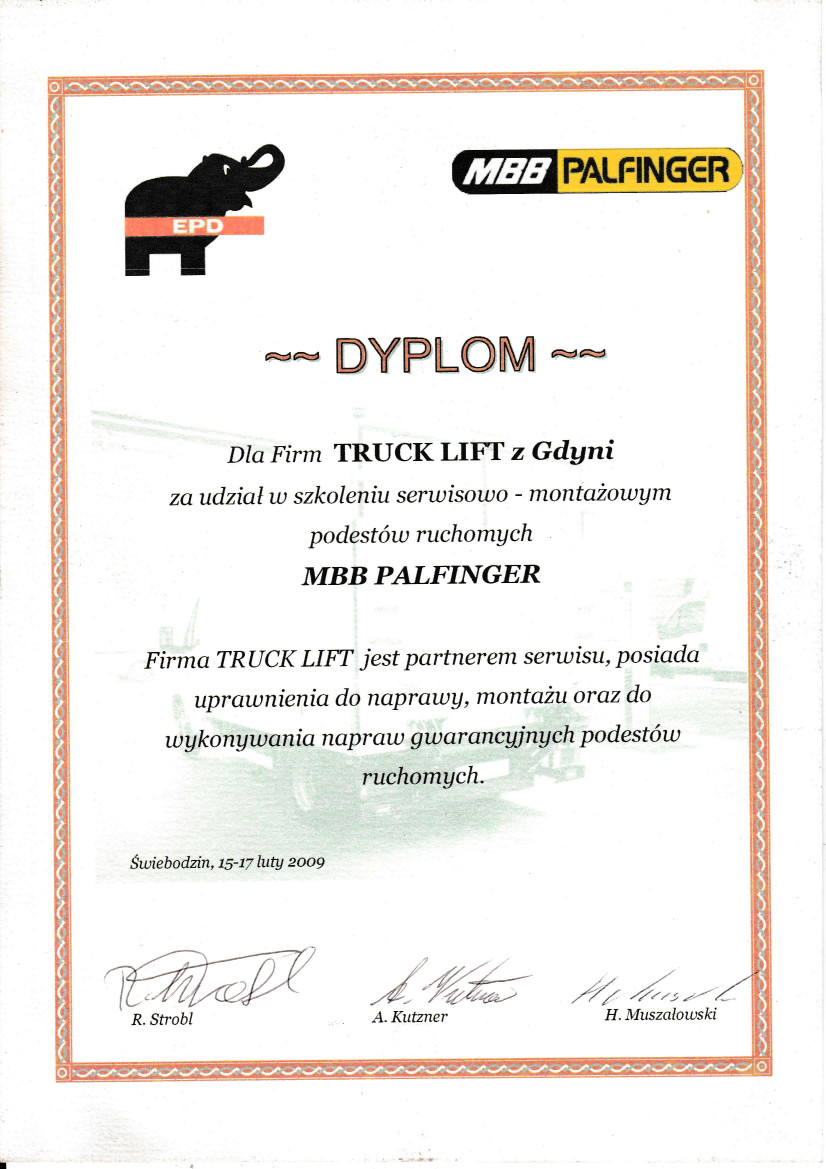 EPD
MBB PALFINGER
~~ DYPLOM ~~
Dla Firm TRUCK LIFT z Gdyni
za udział w szkoleniu serwisowo - montażowym
podestów ruchomych
MBB PALFINGER
Firma TRUCK LIFT jest partnerem serwisu, posiada
uprawnienia do naprawy, montażu oraz do
wykonywania napraw gwarancyjnych podestów
ruchomych.
Świebodzin, 15-17 luty 2009
R. Strobl
A. Kutzner
H. Muszałowski